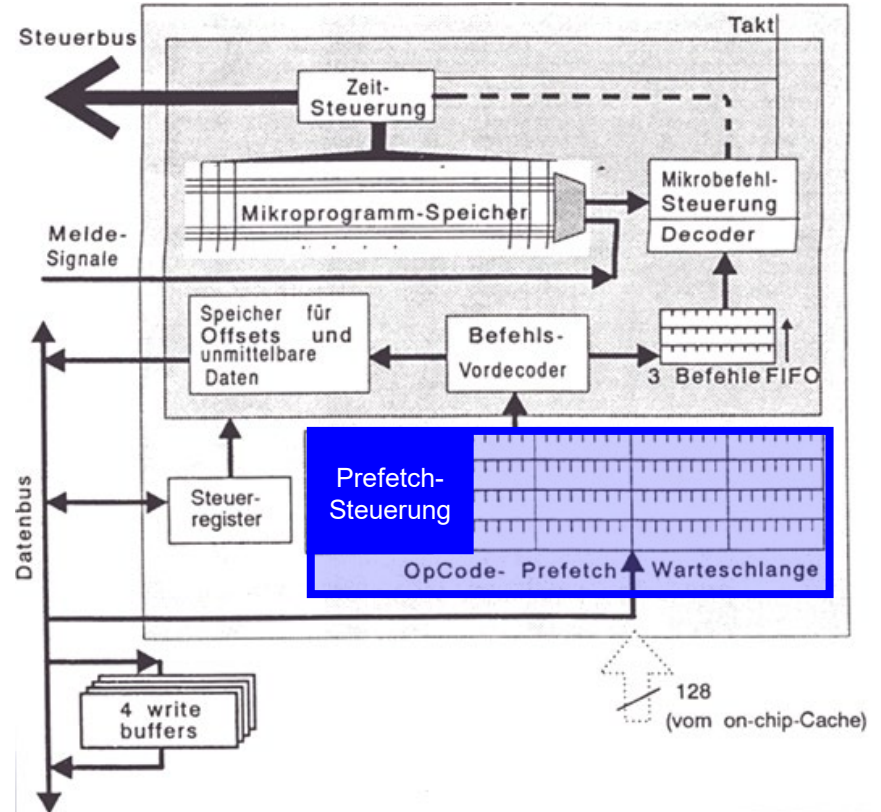 Takt
Steuerbus
Zeit-
Steuerung
Mikroprogramm-Speicher
Mikrobefehl-
Steuerung
Decoder
Melde-
Signale
Speicher für
Offsets und
unmittelbare
Daten
Befehls-
Vordecoder
3 Befehle FIFO
Datenbus
Steuer-
register
Prefetch-
Steuerung
OpCode- Prefetch Warteschlange
4 write
buffers
128
(vom on-chip-Cache)